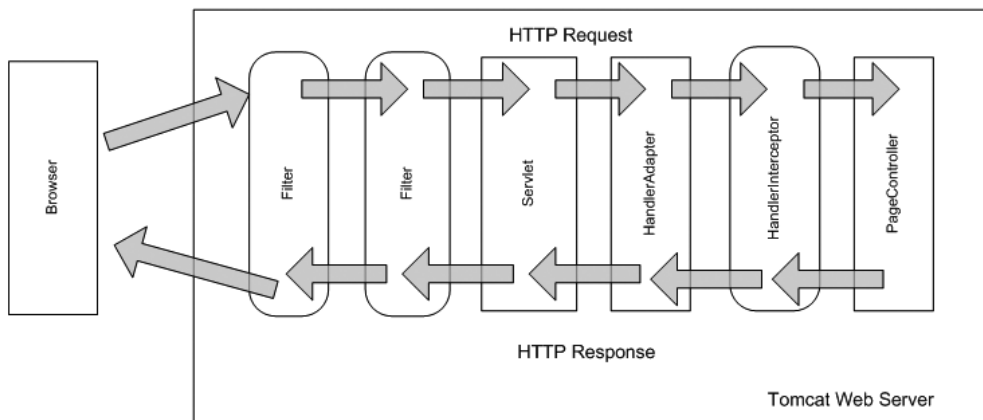 HTTP Request
Browser
Filter
Filter
Servlet
HandlerAdapter
HandlerInterceptor
PageController
HTTP Response
Tomcat Web Server